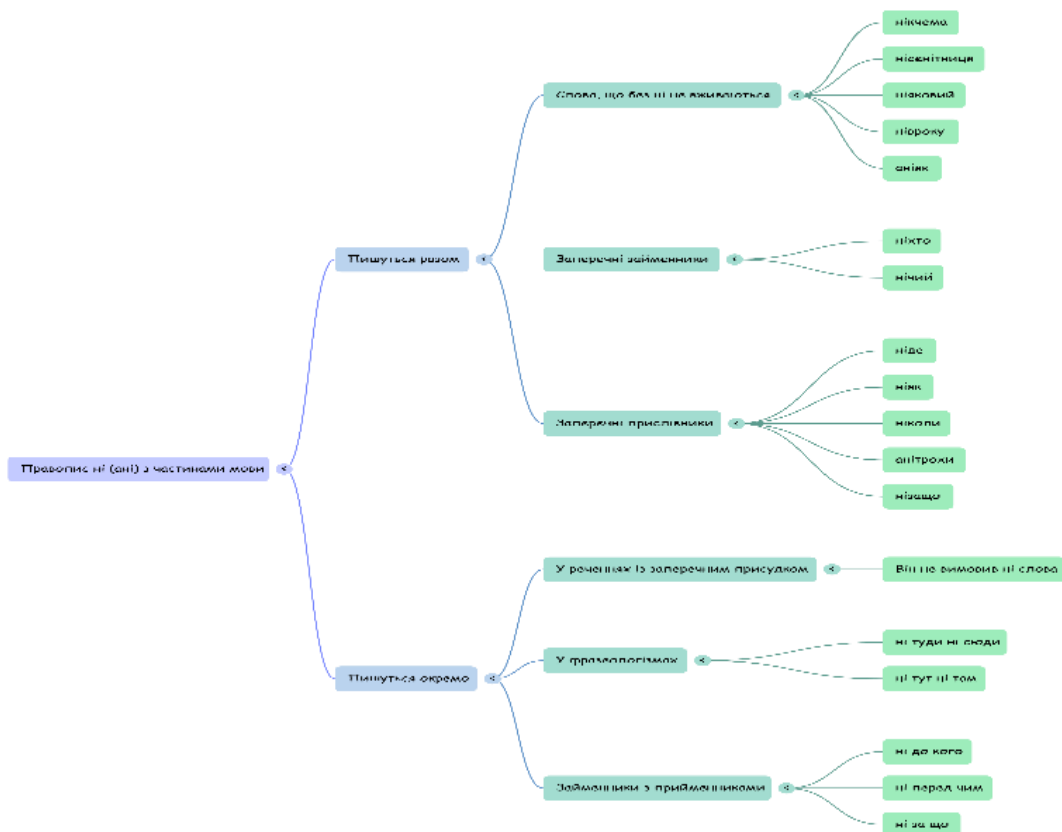 нікчема
нісенітниця
Слова, що без ні не вживаються
ніяковий
нівроку
аніяк
ніхто
Пишуться разом
Заперечні займенники
нічий
ніде
ніяк
Заперечні прислівники
ніколи
анітрохи
Правопис ні (ані) з частинами мови
нізащо
У реченнях із заперечним присудком
Він не вимовив ні слова
ні туди ні сюди
У фразеологізмах
Пишуться окремо
ні тут ні там
ні до кого
Займенники з прийменниками
ні перед чим
ні за що